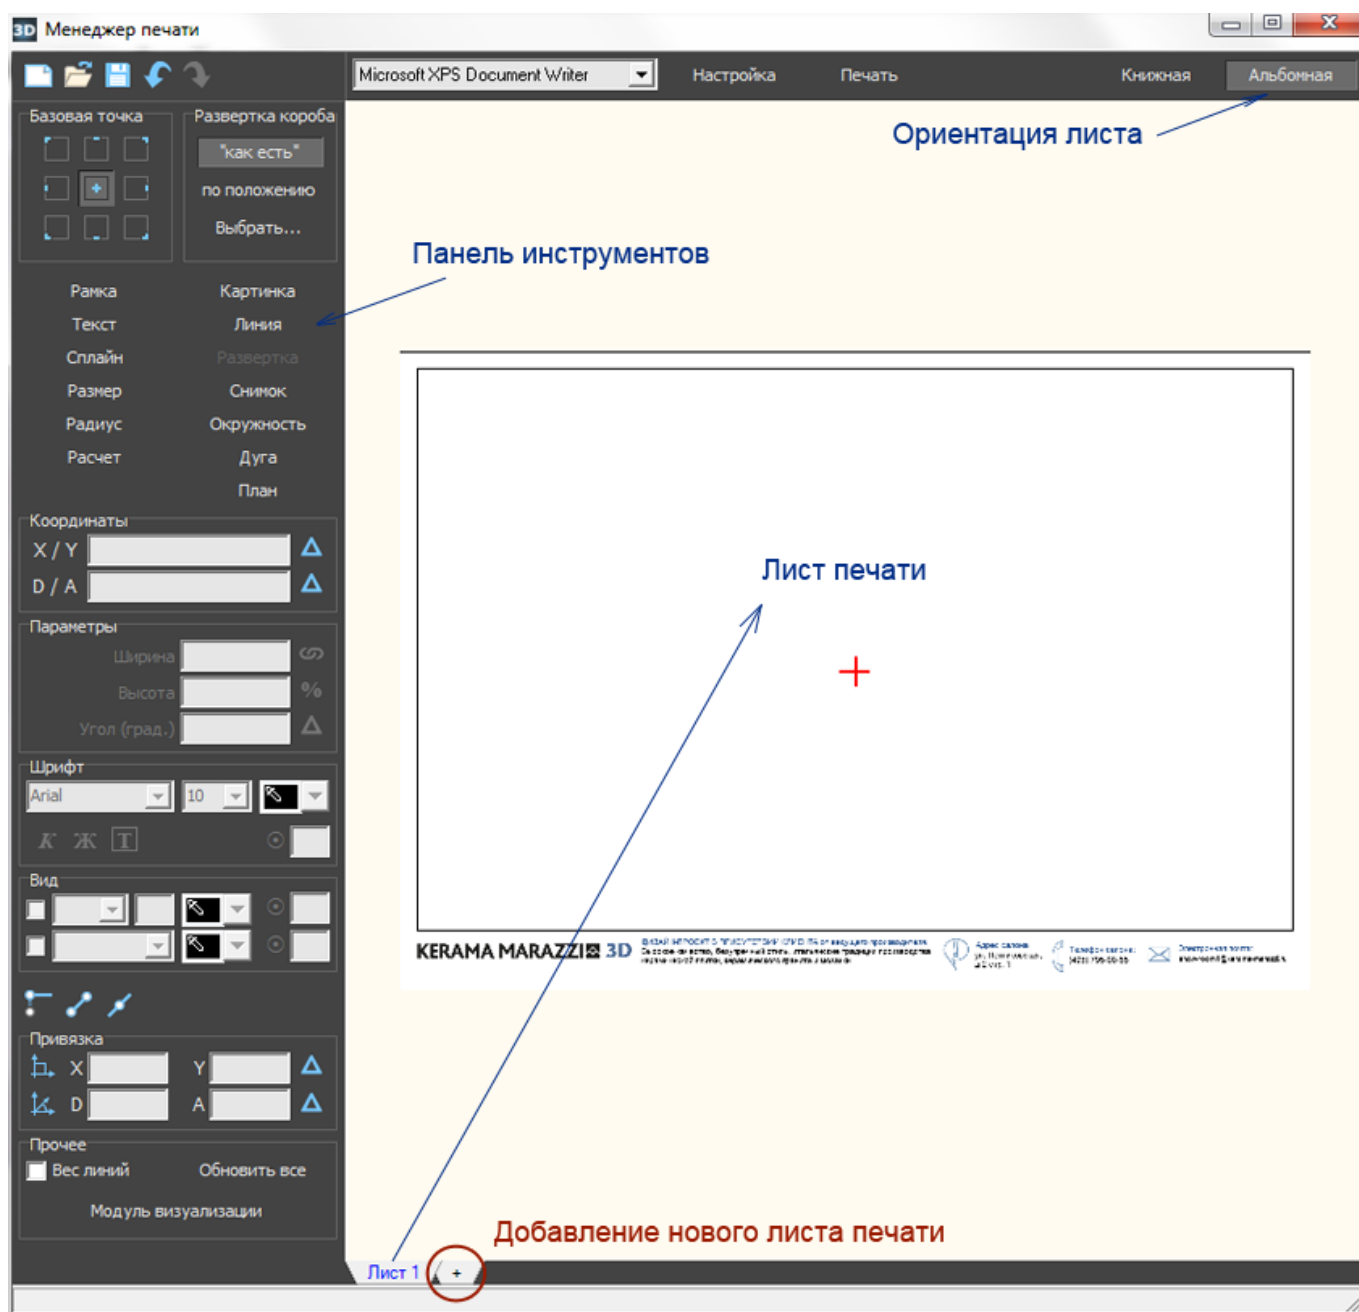 3D Менеджер печати
Microsoft XPS Document Writer
Настройка
Печать
Книжная
Альбомная
Базовая точка
Развертка короба
"как есть"
по положению
Выбрать...
Ориентация листа
Панель инструментов
Рамка
Картинка
Текст
Линия
Сплайн
Развертка
Размер
Снимок
Радиус
Окружность
Расчет
Дуга
План
Координаты
X / Y
D / A
Параметры
Ширина
Высота
%
Угол (град.)
Лист печати
Шрифт
Arial
10
К Ж T
Вид
KERAMA MARAZZI 3D
Адрес салона
Привязка
X
Y
D
A
Прочее
Вес линий
Обновить все
Модуль визуализации
Добавление нового листа печати
Лист 1
+